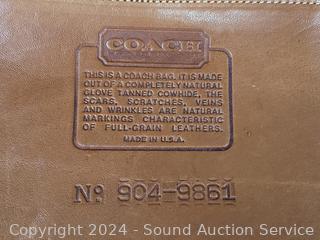 COACH
THIS IS A COACH BAG. IT IS MADE
OUT OF A COMPLETELY NATURAL
GLOVE TANNED COWHIDE. THE
SCARS, SCRATCHES, VEINS
AND WRINKLES ARE NATURAL
MARKINGS CHARACTERISTIC
OF FULL-GRAIN LEATHERS.
MADE IN U.S.A.
Nº 904-9861
Copyright 2024 - Sound Auction Service